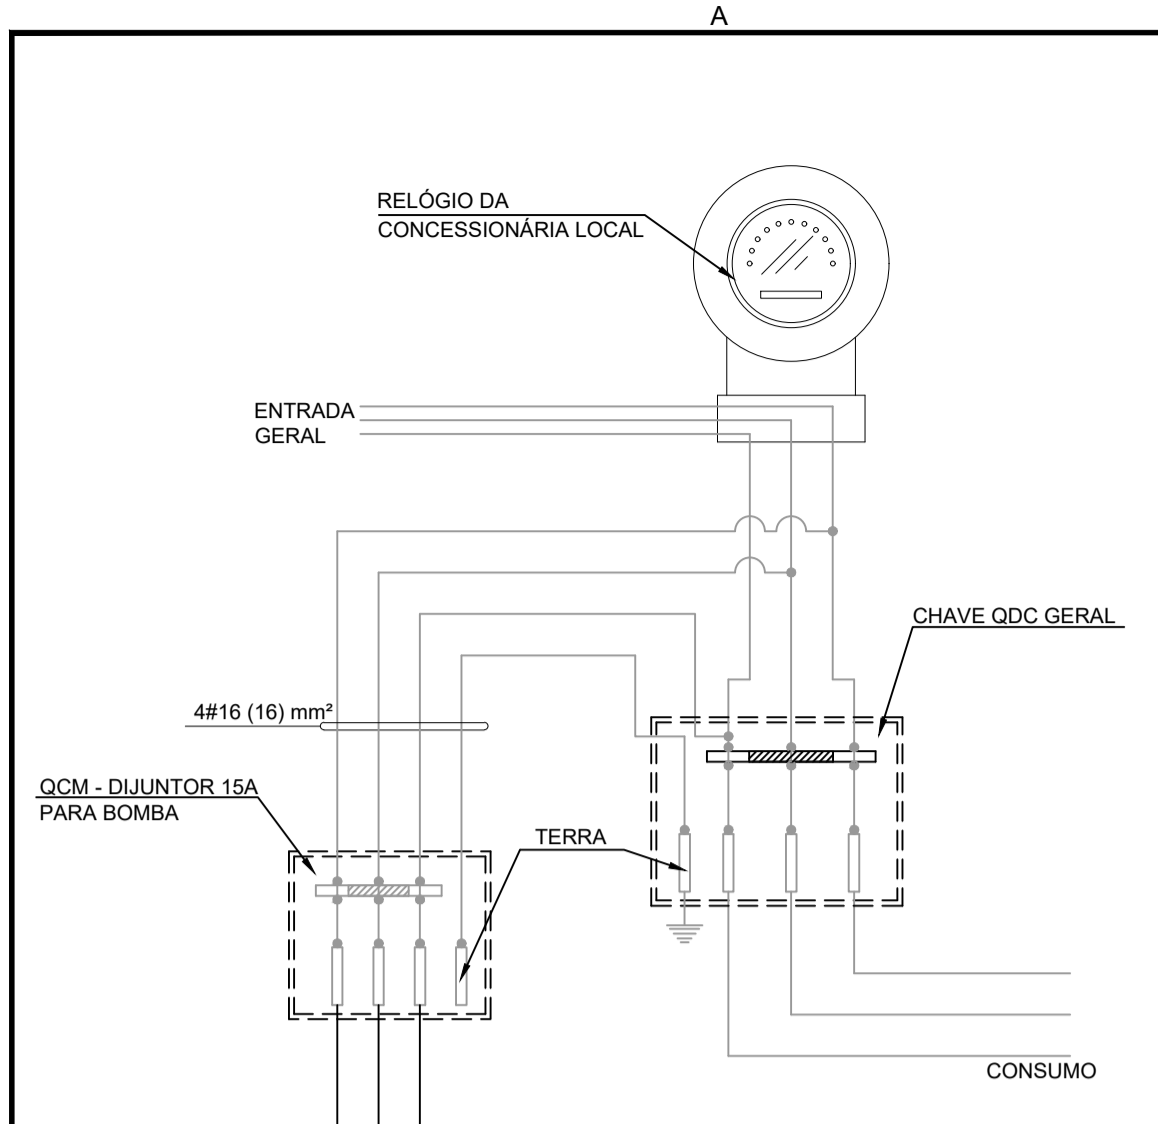 A
RELÓGIO DA
CONCESSIONÁRIA LOCAL
ENTRADA
GERAL
CHAVE QDC GERAL
4#16 (16) mm²
QCM - DIJUNTOR 15A
PARA BOMBA
TERRA
CONSUMO